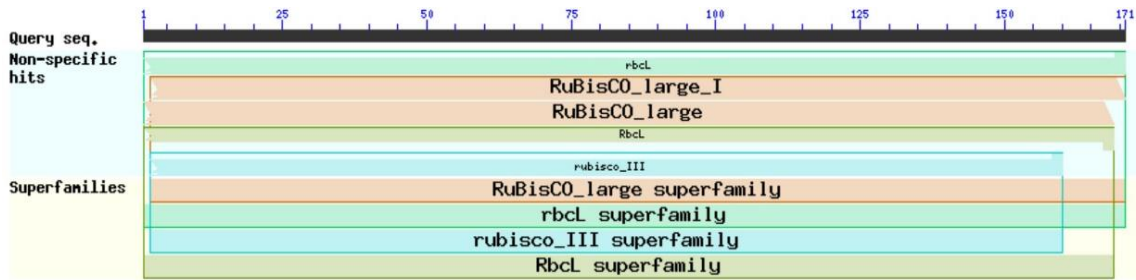 1 25 50 75 100 125 150 171
Query seq.
Non-specific
hits
rbcL
RuBisCO_large_I
RuBisCO_large
RbcL
rubisco_III
Superfamilies
RuBisCO_large superfamily
rbcL superfamily
rubisco_III superfamily
RbcL superfamily